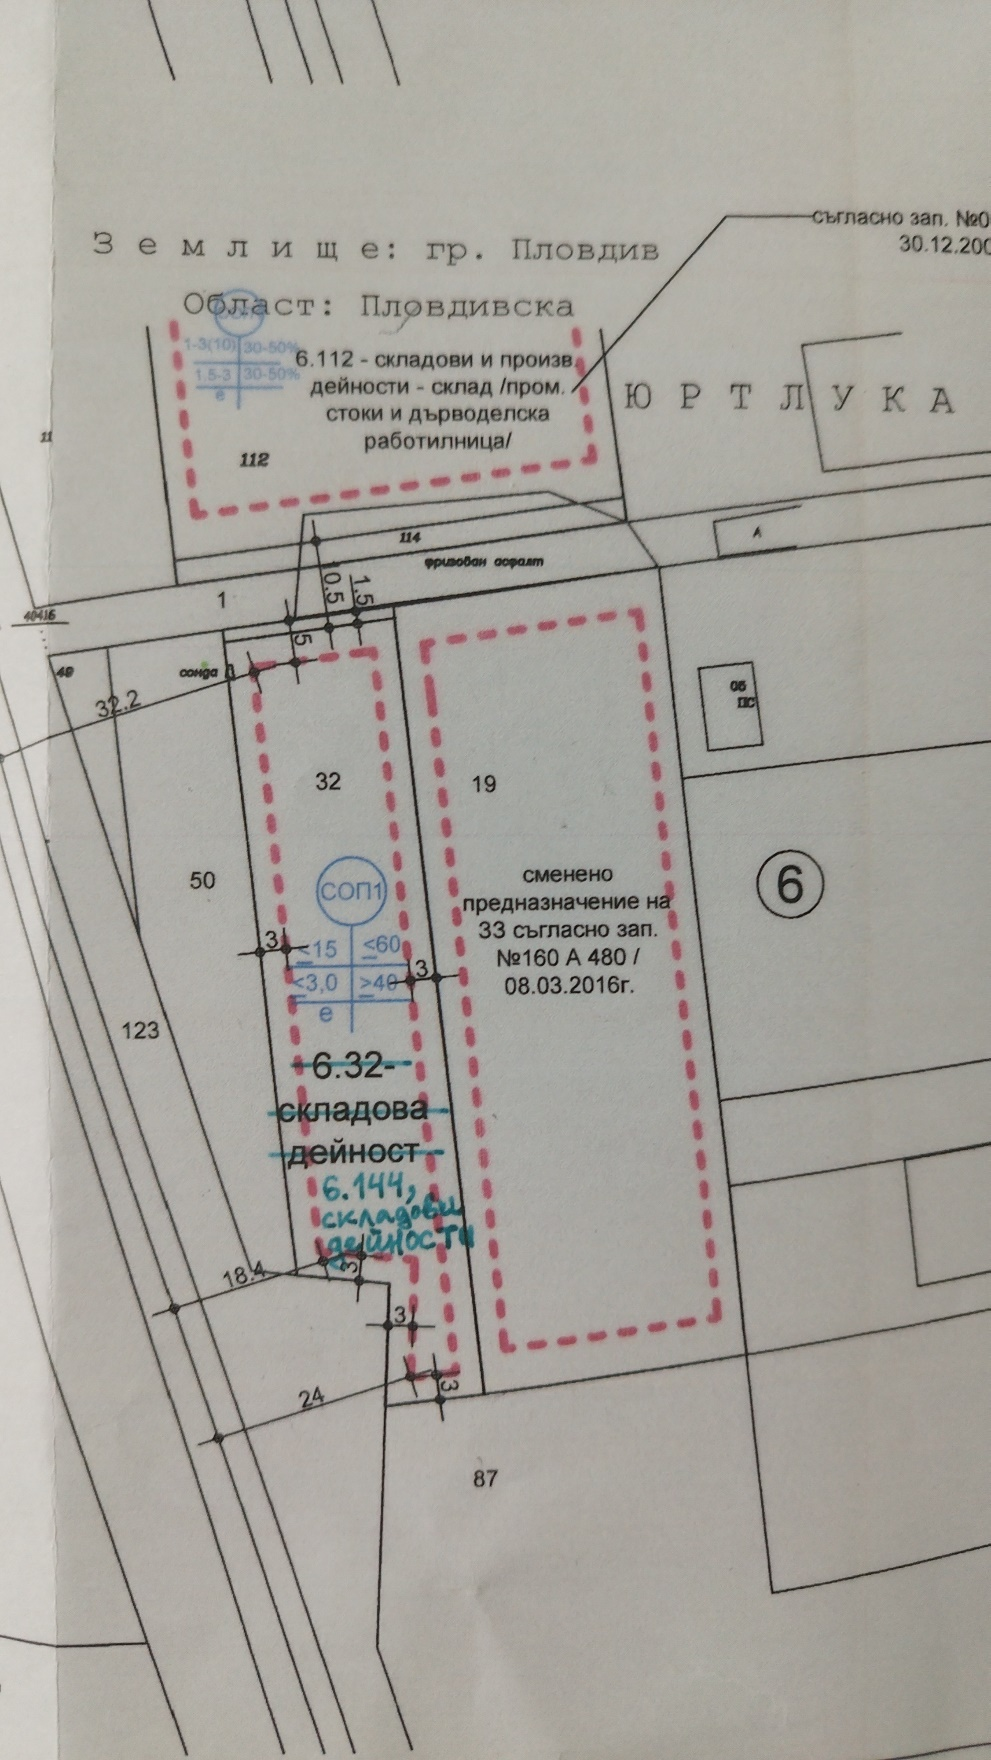 съгласно зап. №0
30.12.200
Землище: гр. Пловдив
Област: Пловдивска
1-3(10) 30-50%
1.5-3 30-50%
е
6.112 - складови и произв.
дейности - склад /пром.
стоки и дърводелска
работилница/
ЮРТЛУКА
11
112
114
А
фризован асфалт
1
0.5
1.5
40416
5
49
сонда
32.2
об
ПС
32
19
50
СОП1
6
сменено
предназначение на
33 съгласно зап.
№160 А 480 /
08.03.2016г.
3
≤15 ≤60
3
≤3,0 ≥40
е
123
6.32-
складова
дейност
6.144,
складови
дейности
18.4
3
3
24
3
87